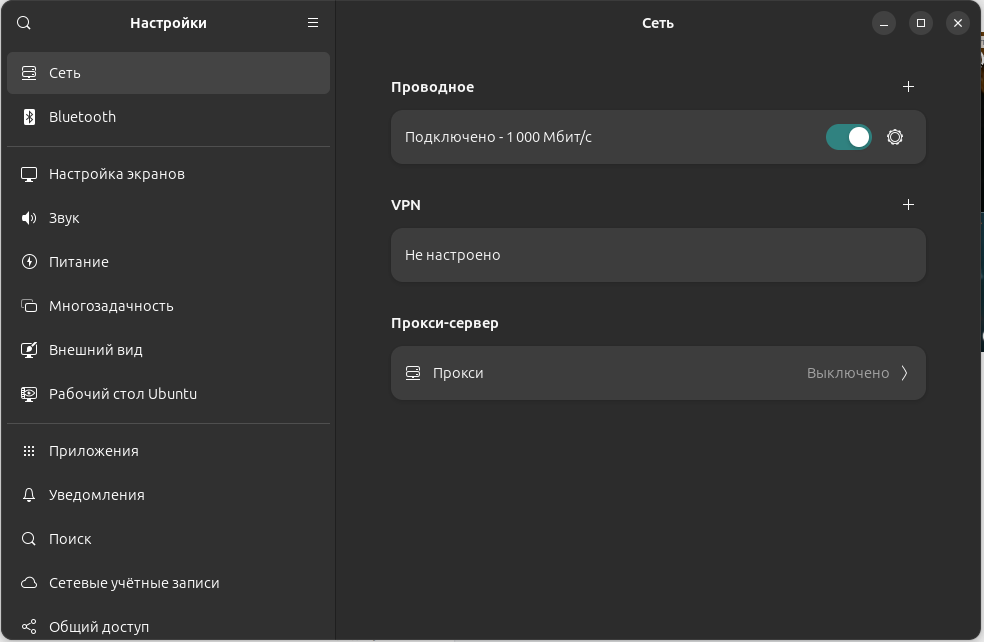 Настройки
Сеть
Bluetooth
Настройка экранов
Звук
Питание
Многозадачность
Внешний вид
Рабочий стол Ubuntu
Приложения
Уведомления
Поиск
Сетевые учётные записи
Общий доступ
Сеть
Проводное
Подключено - 1 000 Мбит/с
VPN
Не настроено
Прокси-сервер
Прокси Выключено